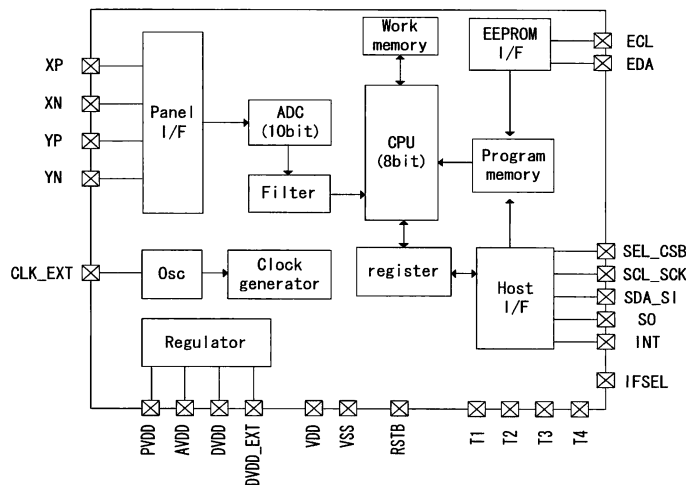 Work
memory
EEPROM
I/F
ECL
EDA
XP
XN
YP
YN
Panel
I/F
ADC
(10bit)
CPU
(8bit)
Program
memory
Filter
CLK_EXT
Osc
Clock
generator
register
Host
I/F
SEL_CSB
SCL_SCK
SDA_SI
SO
INT
IFSEL
Regulator
PVDD
AVDD
DVDD
DVDD_EXT
VDD
VSS
RSTB
T1
T2
T3
T4